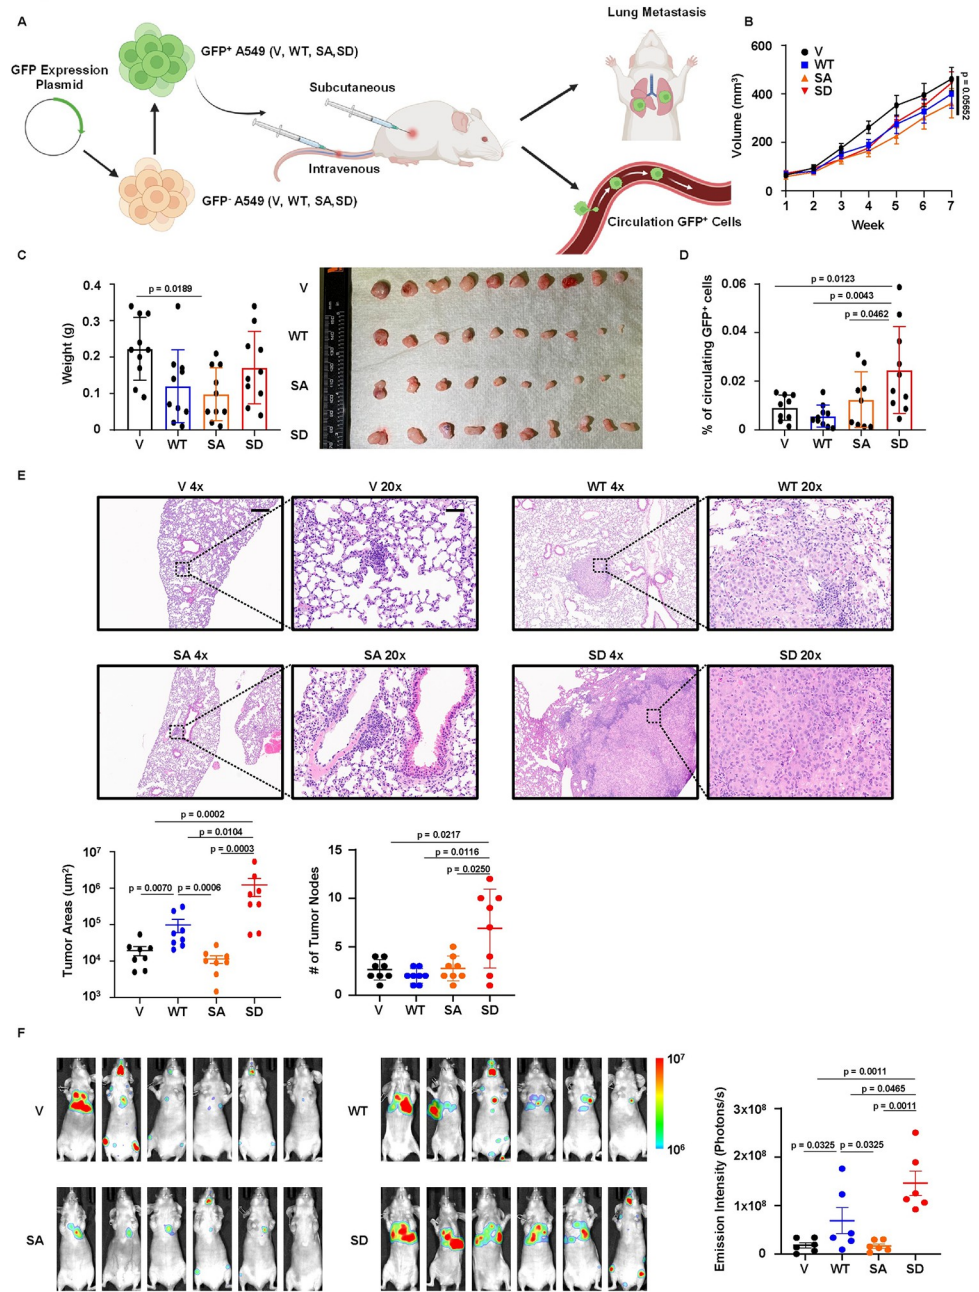 A
GFP Expression
Plasmid
GFP⁺ A549 (V, WT, SA,SD)
GFP⁻ A549 (V, WT, SA,SD)
Subcutaneous
Intravenous
Lung Metastasis
Circulation GFP⁺ Cells
B
Volume (mm³)
600
400
200
0
V
WT
SA
SD
p = 0.05652
1 2 3 4 5 6 7
Week
C
Weight (g)
0.4
0.3
0.2
0.1
0
p = 0.0189
V WT SA SD
V
WT
SA
SD
D
% of circulating GFP⁺ cells
0.06
0.04
0.02
0
p = 0.0123
p = 0.0043
p = 0.0462
V WT SA SD
E
V 4x
V 20x
WT 4x
WT 20x
SA 4x
SA 20x
SD 4x
SD 20x
Tumor Areas (um²)
10⁷
10⁶
10⁵
10⁴
10³
p = 0.0002
p = 0.0104
p = 0.0003
p = 0.0070
p = 0.0006
V WT SA SD
# of Tumor Nodes
15
10
5
0
p = 0.0217
p = 0.0116
p = 0.0250
V WT SA SD
F
V
WT
SA
SD
10⁷
10⁶
Emission Intensity (Photons/s)
3x10⁸
2x10⁸
1x10⁸
0
p = 0.0011
p = 0.0465
p = 0.0011
p = 0.0325
p = 0.0325
V WT SA SD